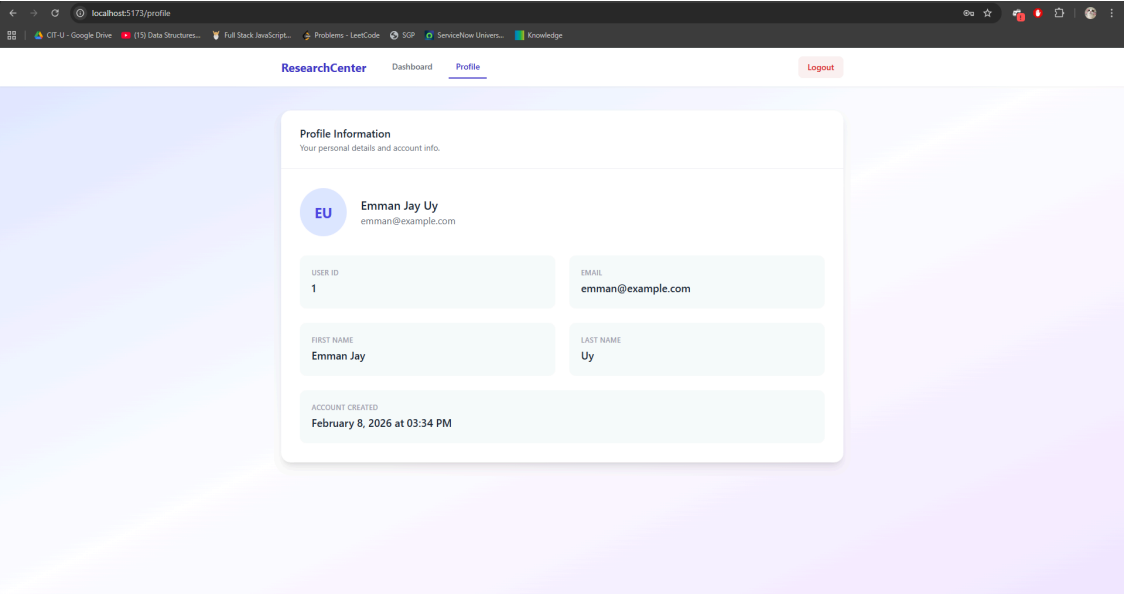 localhost:5173/profile
CIT-U - Google Drive (15) Data Structures... Full Stack JavaScript... Problems - LeetCode SGP ServiceNow Univers... Knowledge
ResearchCenter Dashboard Profile Logout
Profile Information
Your personal details and account info.
EU
Emman Jay Uy
emman@example.com
USER ID
1
EMAIL
emman@example.com
FIRST NAME
Emman Jay
LAST NAME
Uy
ACCOUNT CREATED
February 8, 2026 at 03:34 PM